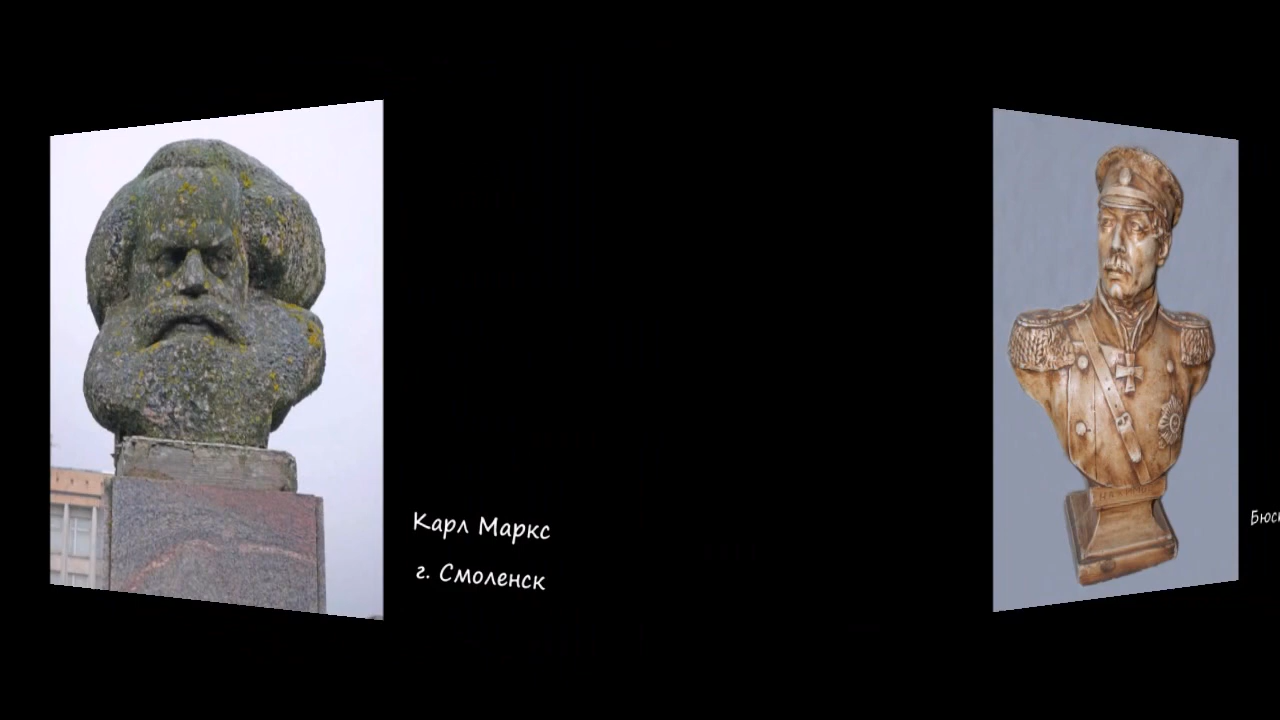 Карл Маркс
г. Смоленск